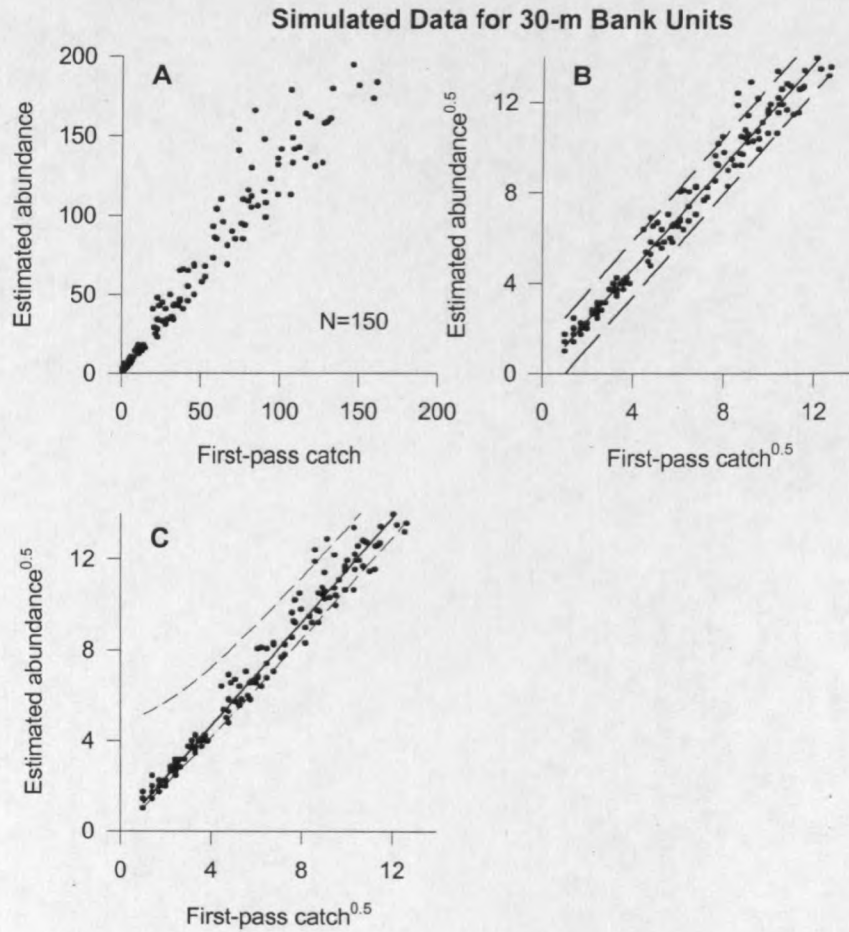 Simulated Data for 30-m Bank Units
A
Estimated abundance
200
150
100
50
0
N=150
0 50 100 150 200
First-pass catch
B
Estimated abundance^0.5
12
8
4
0
0 4 8 12
First-pass catch^0.5
C
Estimated abundance^0.5
12
8
4
0
0 4 8 12
First-pass catch^0.5